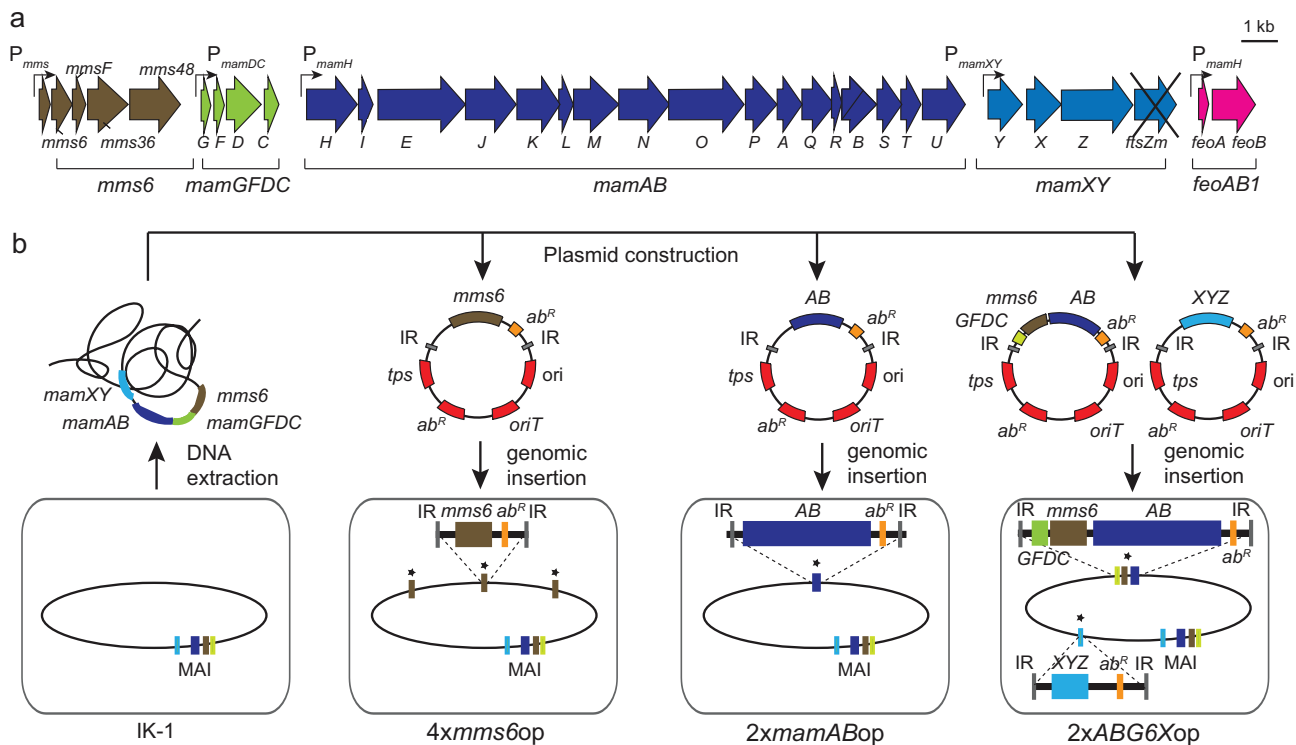 a
1 kb
Pmms mmsF mms48 PmamDC PmamH PmamXY PmamH
mms6 mms36 G F D C H I E J K L M N O P A Q R B S T U Y X Z ftsZm feoA feoB
mms6 mamGFDC mamAB mamXY feoAB1
b
Plasmid construction
mamXY
mamAB
mms6
mamGFDC
DNA
extraction
mms6
abR
IR IR
tps ori
abR oriT
genomic
insertion
AB
abR
IR IR
tps ori
abR oriT
genomic
insertion
mms6 AB
GFDC abR
IR IR
tps ori
abR oriT
XYZ
abR
IR IR
tps ori
abR oriT
genomic
insertion
MAI
IK-1
IR mms6 abR IR
MAI
4xmms6op
IR AB abR IR
MAI
2xmamABop
IR mms6 AB IR
GFDC abR
MAI
IR XYZ abR IR
2xABG6Xop